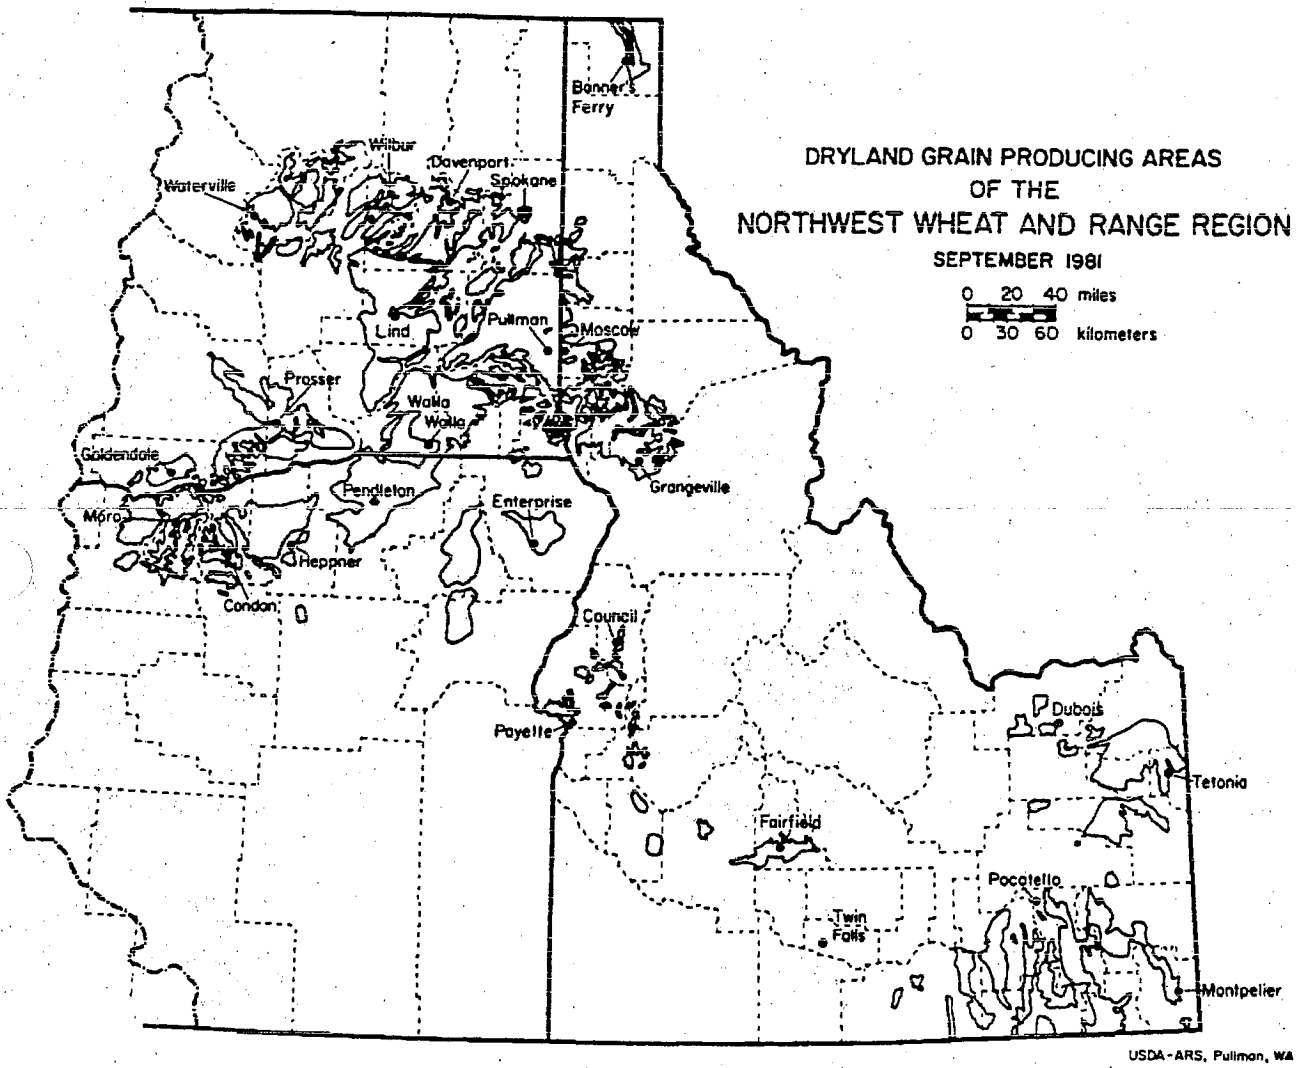 Bonner's
Ferry
DRYLAND GRAIN PRODUCING AREAS
OF THE
NORTHWEST WHEAT AND RANGE REGION
SEPTEMBER 1981
0 20 40 miles
0 30 60 kilometers
Wilbur
Davenport
Spokane
Waterville
Lind
Pullman
Moscow
Prosser
Walla
Walla
Goldendale
Grangeville
Pendleton
Enterprise
Moro
Heppner
Condon
Council
Payette
Dubois
Tetonia
Fairfield
Pocatello
Twin
Falls
Montpelier
USDA-ARS, Pullman, WA